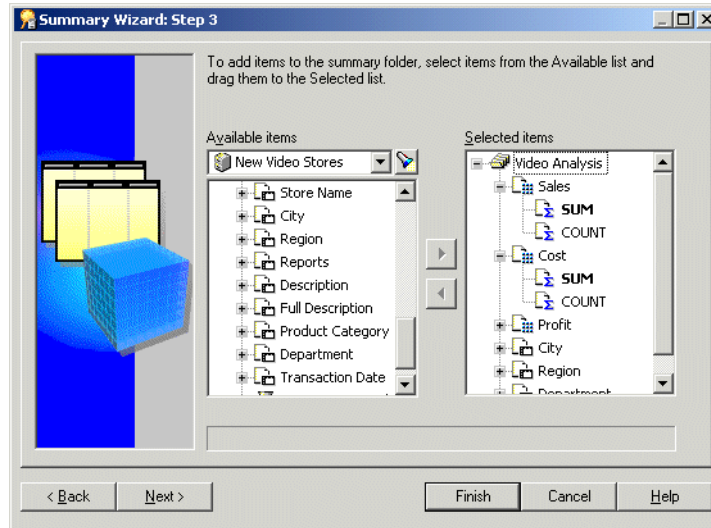 Summary Wizard: Step 3
To add items to the summary folder, select items from the Available list and
drag them to the Selected list.
Available items
New Video Stores
Store Name
City
Region
Reports
Description
Full Description
Product Category
Department
Transaction Date
Selected items
Video Analysis
Sales
SUM
COUNT
Cost
SUM
COUNT
Profit
City
Region
Department
< Back
Next >
Finish
Cancel
Help